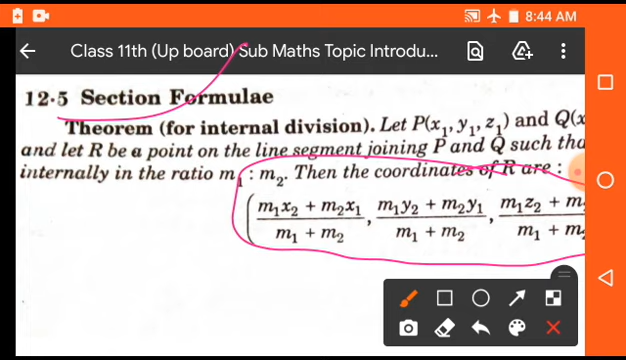 8:44 AM
Class 11th (Up board) Sub Maths Topic Introdu...
12·5 Section Formulae
Theorem (for internal division). Let P(x₁, y₁, z₁) and Q(x
and let R be a point on the line segment joining P and Q such tha
internally in the ratio m₁ : m₂. Then the coordinates of R are :
(m₁x₂ + m₂x₁ / m₁ + m₂, m₁y₂ + m₂y₁ / m₁ + m₂, m₁z₂ + m / m₁ + m